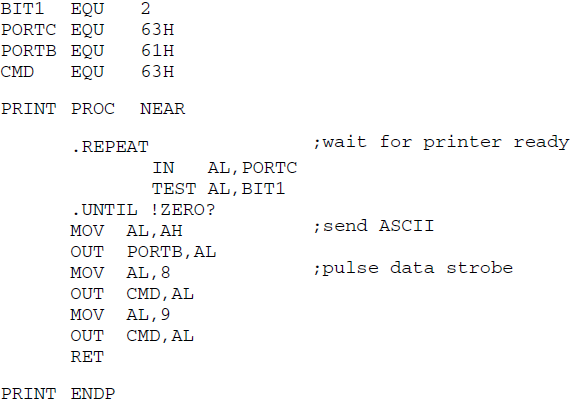 BIT1 EQU 2
PORTC EQU 63H
PORTB EQU 61H
CMD EQU 63H
PRINT PROC NEAR
.REPEAT ;wait for printer ready
IN AL,PORTC
TEST AL,BIT1
.UNTIL !ZERO?
MOV AL,AH ;send ASCII
OUT PORTB,AL
MOV AL,8 ;pulse data strobe
OUT CMD,AL
MOV AL,9
OUT CMD,AL
RET
PRINT ENDP